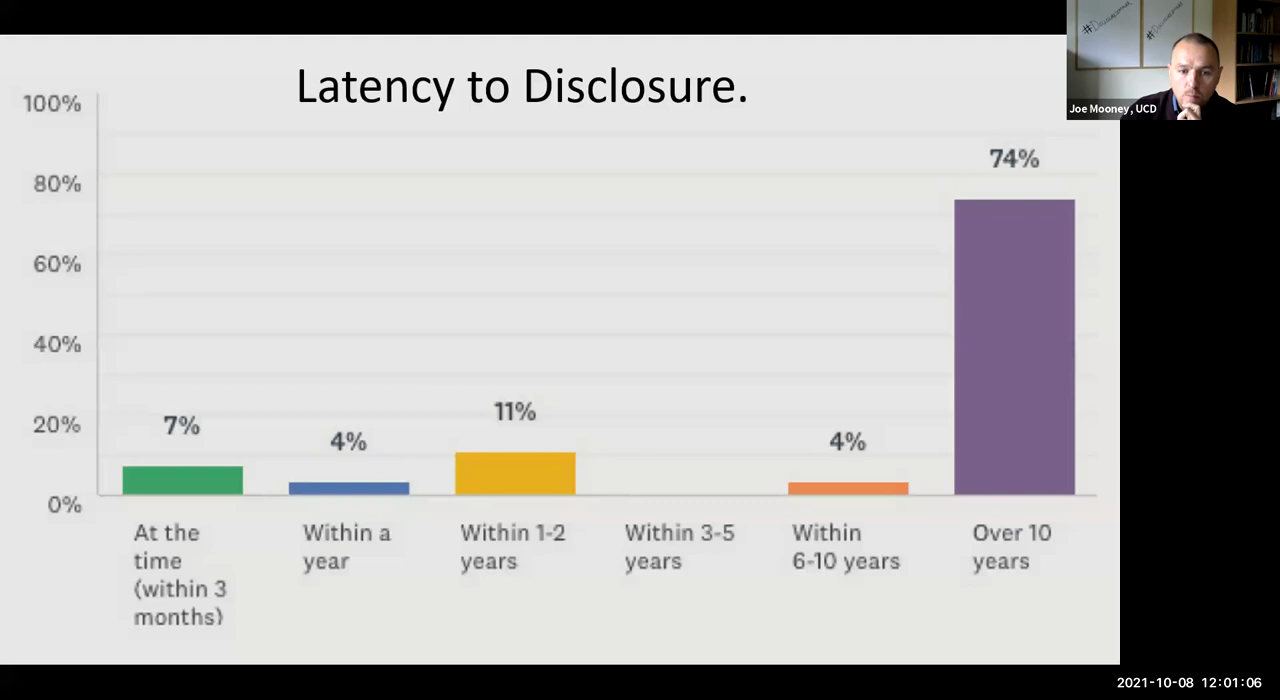 Latency to Disclosure.
100%
80%
60%
40%
20%
0%
7%
4%
11%
4%
74%
At the
time
(within 3
months)
Within a
year
Within 1-2
years
Within 3-5
years
Within
6-10 years
Over 10
years
Joe Mooney, UCD
2021-10-08 12:01:06